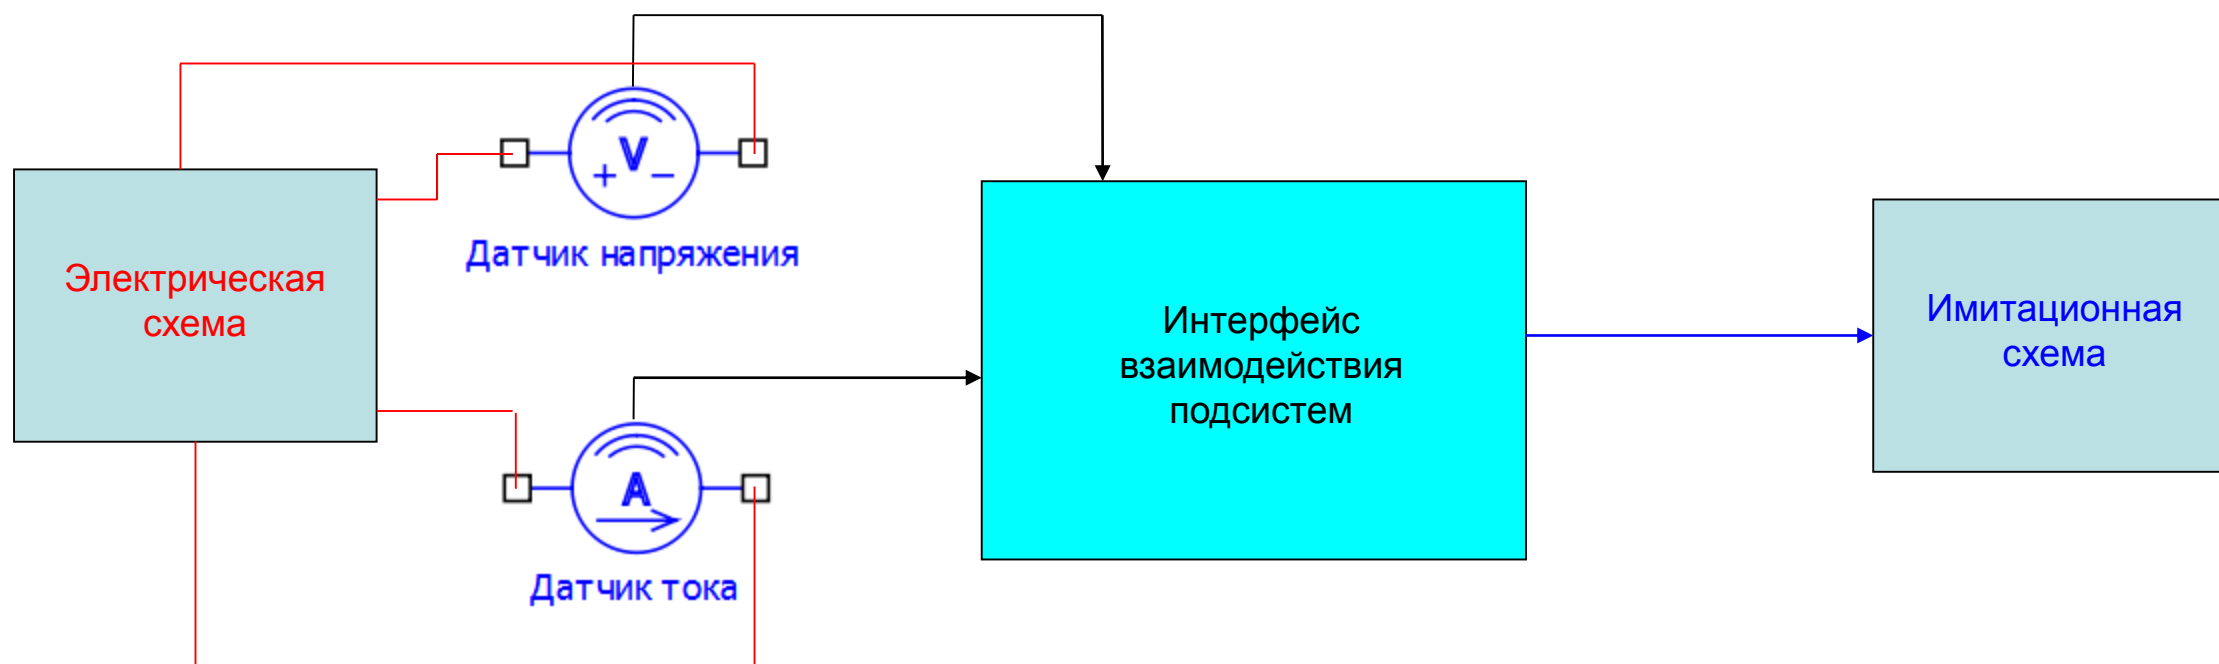 V
+ −
Датчик напряжения
Электрическая
схема
Интерфейс
взаимодействия
подсистем
Имитационная
схема
A
Датчик тока